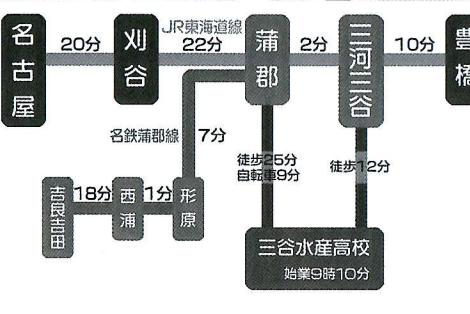 JR東海道線
名古屋
20分
刈谷
22分
蒲郡
2分
三河三谷
10分
豊橋
名鉄蒲郡線
7分
徒歩25分
自転車9分
徒歩12分
吉良吉田
18分
西浦
1分
形原
三谷水産高校
始業9時10分